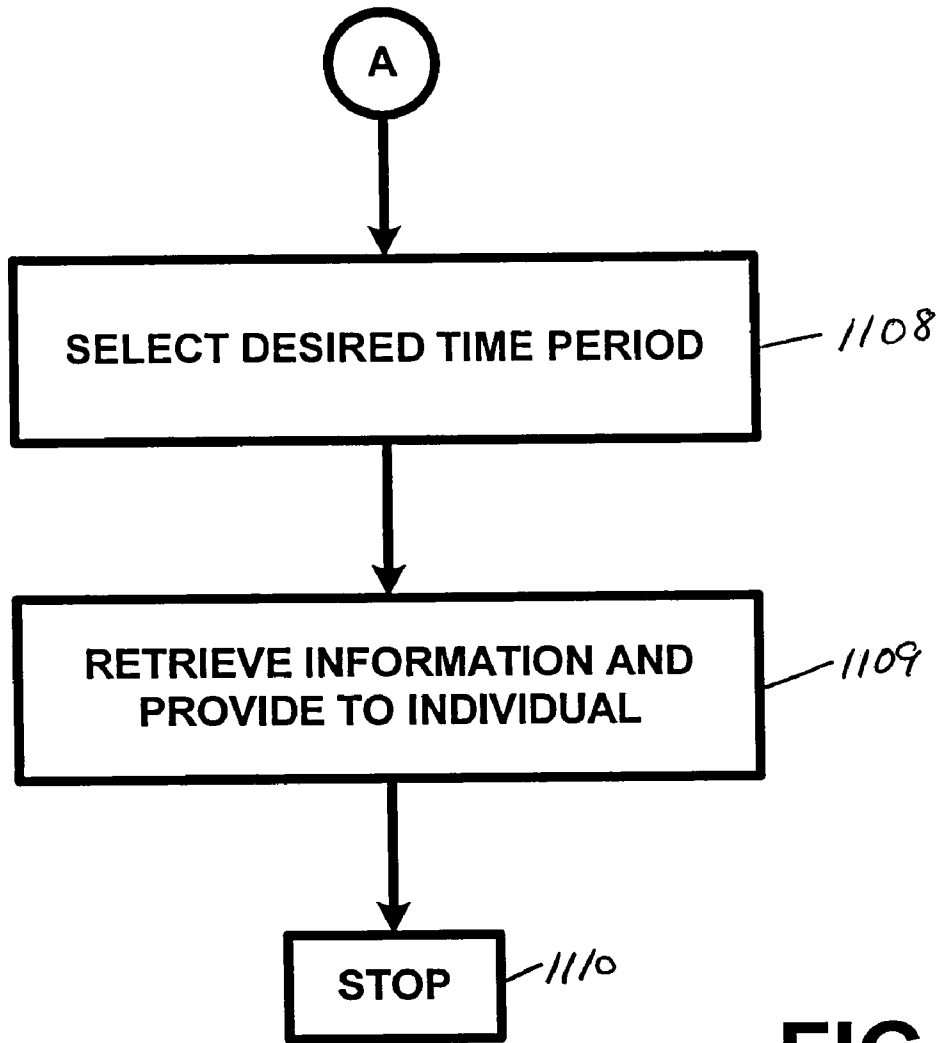 A
SELECT DESIRED TIME PERIOD
1108
RETRIEVE INFORMATION AND
PROVIDE TO INDIVIDUAL
1109
STOP
1110
FIG